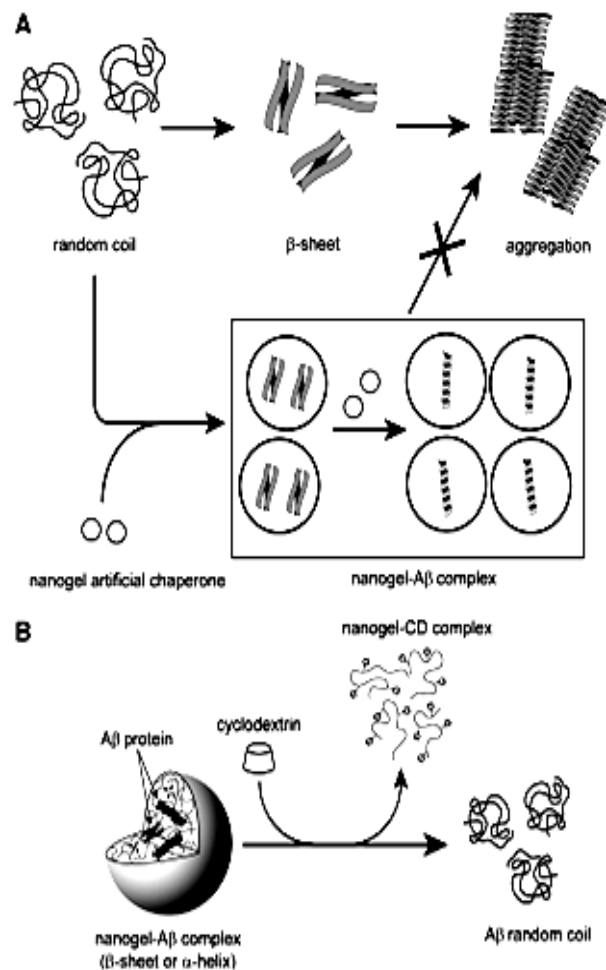 A
random coil
β-sheet
aggregation
nanogel artificial chaperone
nanogel-Aβ complex
B
nanogel-CD complex
cyclodextrin
Aβ protein
nanogel-Aβ complex
(β-sheet or α-helix)
Aβ random coil